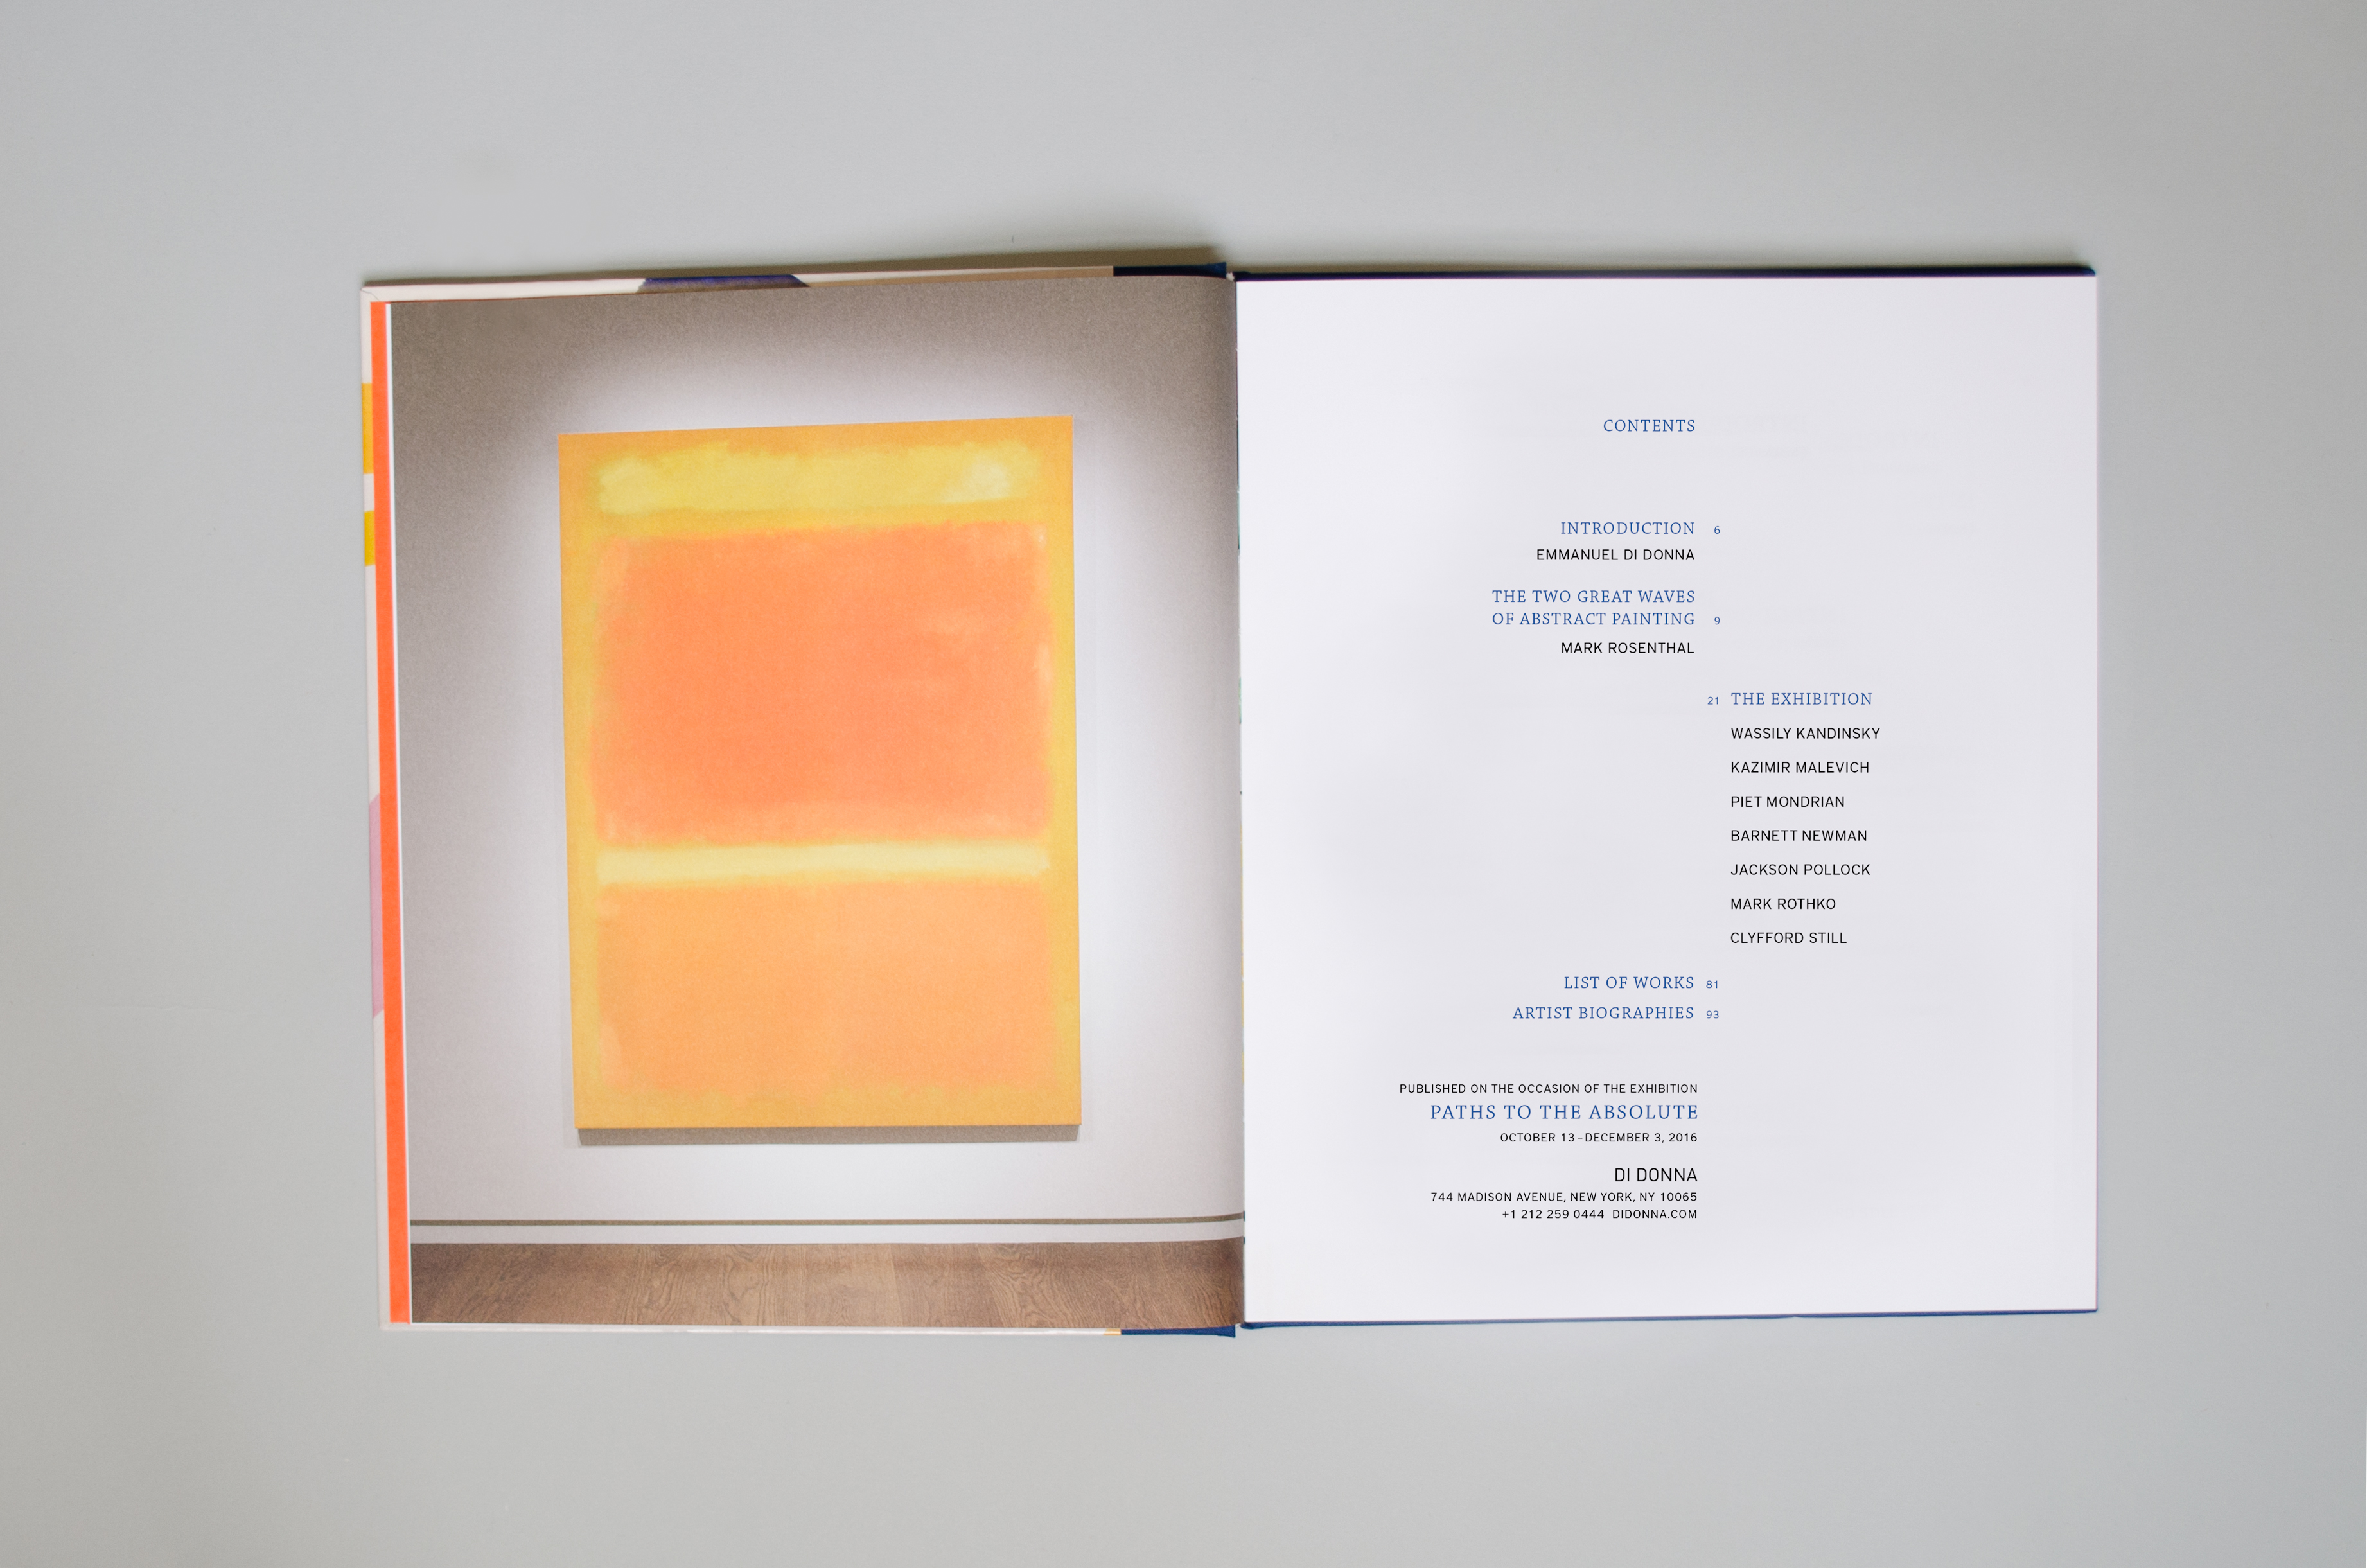 CONTENTS
INTRODUCTION 6
EMMANUEL DI DONNA
THE TWO GREAT WAVES
OF ABSTRACT PAINTING 9
MARK ROSENTHAL
21 THE EXHIBITION
WASSILY KANDINSKY
KAZIMIR MALEVICH
PIET MONDRIAN
BARNETT NEWMAN
JACKSON POLLOCK
MARK ROTHKO
CLYFFORD STILL
LIST OF WORKS 81
ARTIST BIOGRAPHIES 93
PUBLISHED ON THE OCCASION OF THE EXHIBITION
PATHS TO THE ABSOLUTE
OCTOBER 13–DECEMBER 3, 2016
DI DONNA
744 MADISON AVENUE, NEW YORK, NY 10065
+1 212 259 0444 DIDONNA.COM